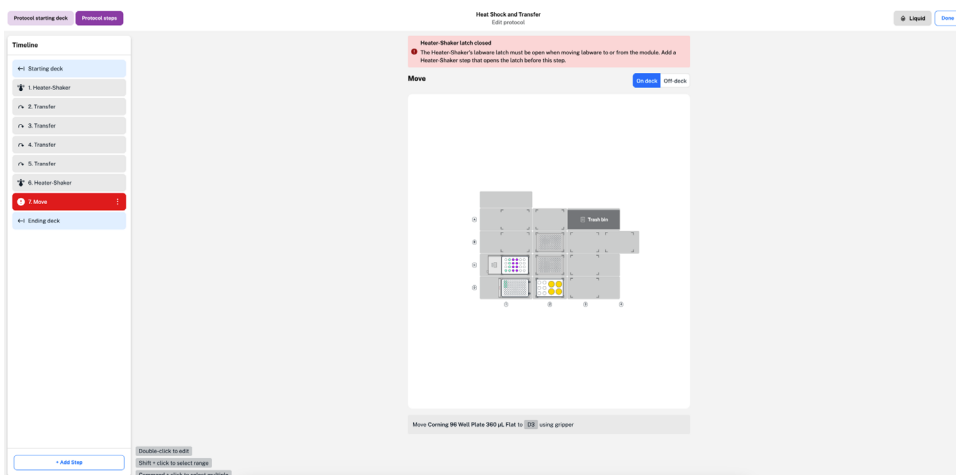 Protocol starting deck
Protocol steps
Heat Shock and Transfer
Edit protocol
Liquid
Done
Timeline
Starting deck
1. Heater-Shaker
2. Transfer
3. Transfer
4. Transfer
5. Transfer
6. Heater-Shaker
7. Move
Ending deck
+ Add Step
Heater-Shaker latch closed
The Heater-Shaker's labware latch must be open when moving labware to or from the module. Add a
Heater-Shaker step that opens the latch before this step.
Move
On deck
Off-deck
Trash bin
A
B
C
D
1
2
3
4
Move Corning 96 Well Plate 360 µL Flat to D3 using gripper
Double-click to edit
Shift + click to select range